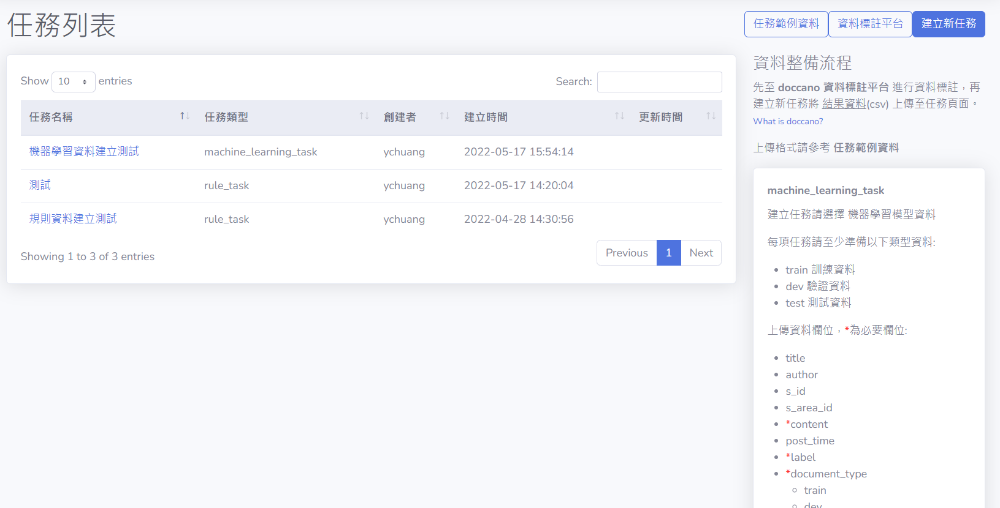 任務列表
任務範例資料 資料標註平台 建立新任務
Show 10 entries
Search:
任務名稱 任務類型 創建者 建立時間 更新時間
機器學習資料建立測試 machine_learning_task ychuang 2022-05-17 15:54:14
測試 rule_task ychuang 2022-05-17 14:20:04
規則資料建立測試 rule_task ychuang 2022-04-28 14:30:56
Showing 1 to 3 of 3 entries
Previous 1 Next
資料整備流程
先至 doccano 資料標註平台 進行資料標註，再
建立新任務將 結果資料(csv) 上傳至任務頁面。
What is doccano?
上傳格式請參考 任務範例資料
machine_learning_task
建立任務請選擇 機器學習模型資料
每項任務請至少準備以下類型資料:
train 訓練資料
dev 驗證資料
test 測試資料
上傳資料欄位，*為必要欄位:
title
author
s_id
s_area_id
*content
post_time
*label
*document_type
train
dev